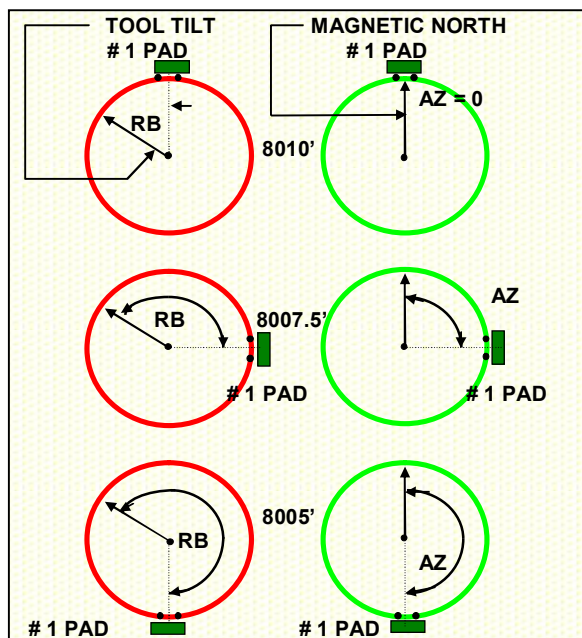 TOOL TILT
MAGNETIC NORTH
# 1 PAD
# 1 PAD
AZ = 0
RB
8010’
AZ
8007.5’
RB
# 1 PAD
# 1 PAD
8005’
RB
AZ
# 1 PAD
# 1 PAD